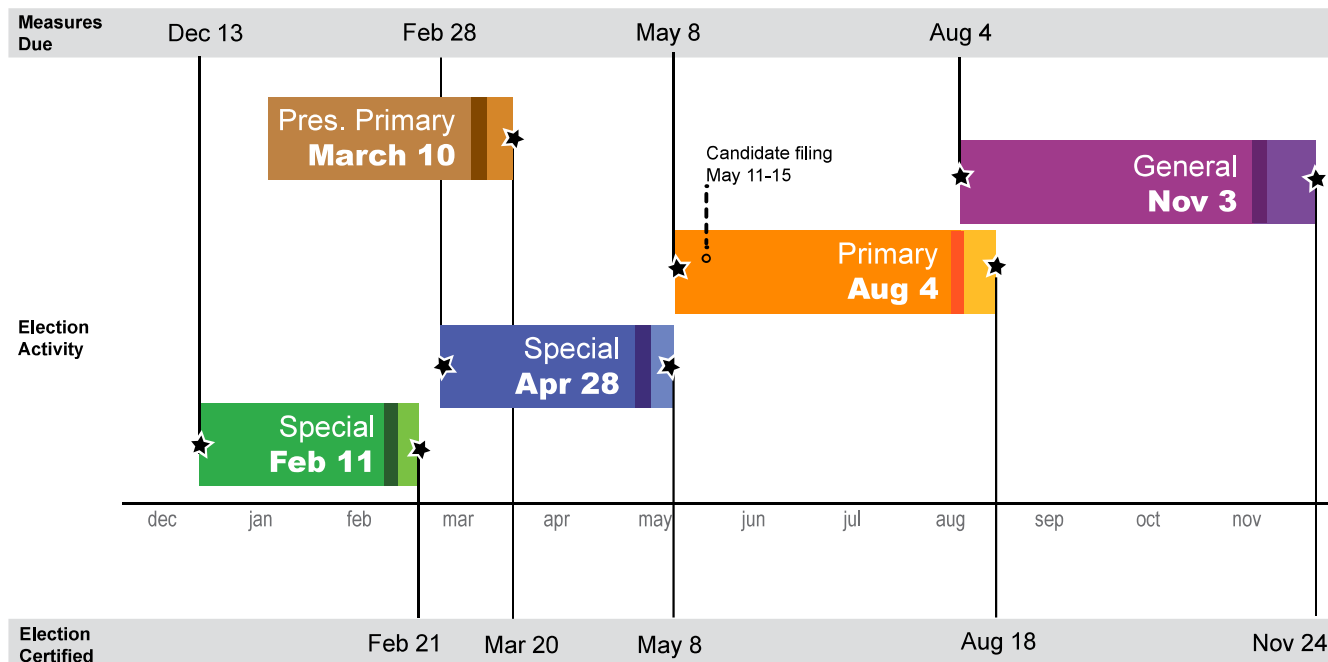 Measures
Due
Dec 13
Feb 28
May 8
Aug 4
Pres. Primary
March 10
Candidate filing
May 11-15
General
Nov 3
Primary
Aug 4
Election
Activity
Special
Apr 28
Special
Feb 11
dec
jan
feb
mar
apr
may
jun
jul
aug
sep
oct
nov
Election
Certified
Feb 21
Mar 20
May 8
Aug 18
Nov 24